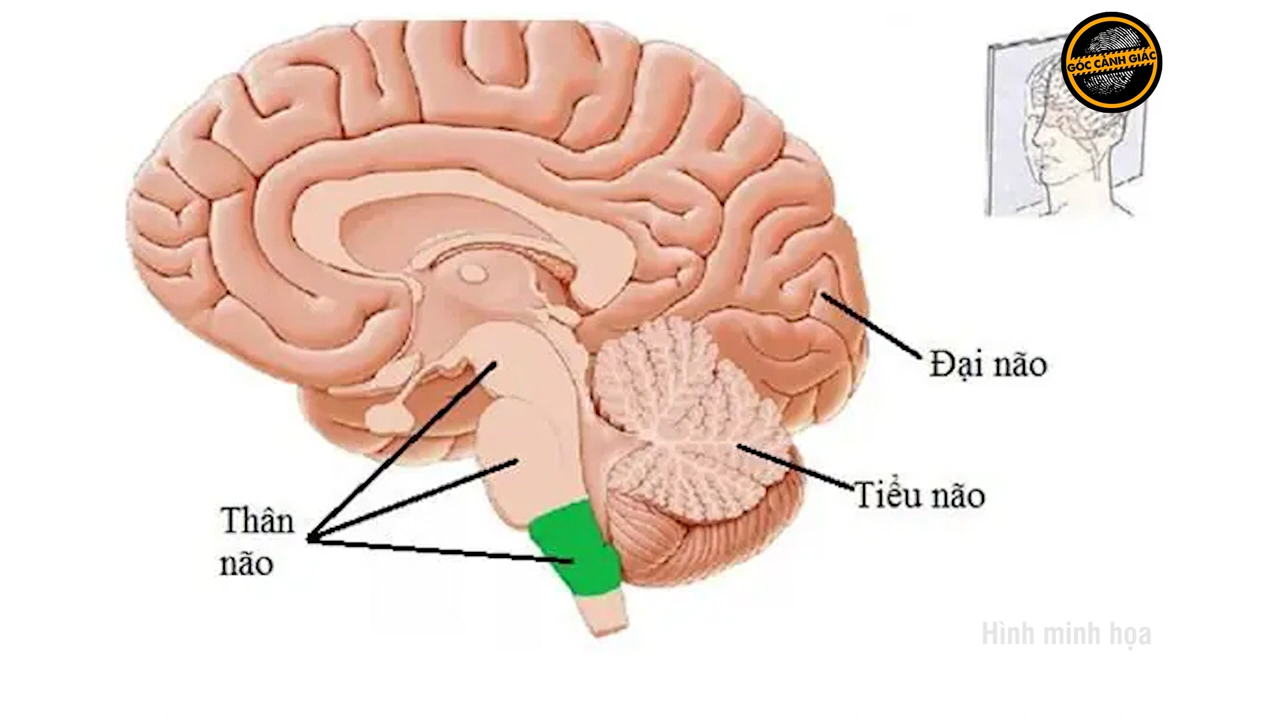 GÓC CẢNH GIÁC
Đại não
Tiểu não
Thân
não
Hình minh họa